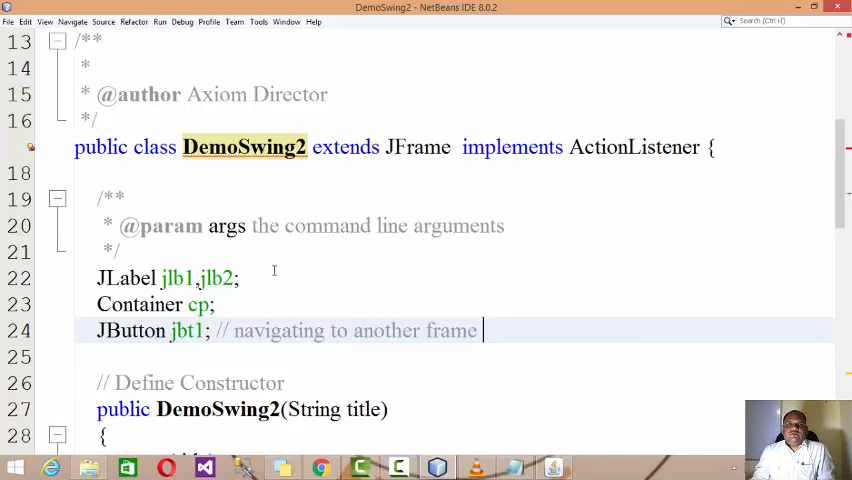 DemoSwing2 - NetBeans IDE 8.0.2
File Edit View Navigate Source Refactor Run Debug Profile Team Tools Window Help
Search (Ctrl+I)
13 /**
14 *
15 * @author Axiom Director
16 */
public class DemoSwing2 extends JFrame implements ActionListener {
18
19 /**
20 * @param args the command line arguments
21 */
22 JLabel jlb1,jlb2;
23 Container cp;
24 JButton jbt1; // navigating to another frame
25
26 // Define Constructor
27 public DemoSwing2(String title)
28 {